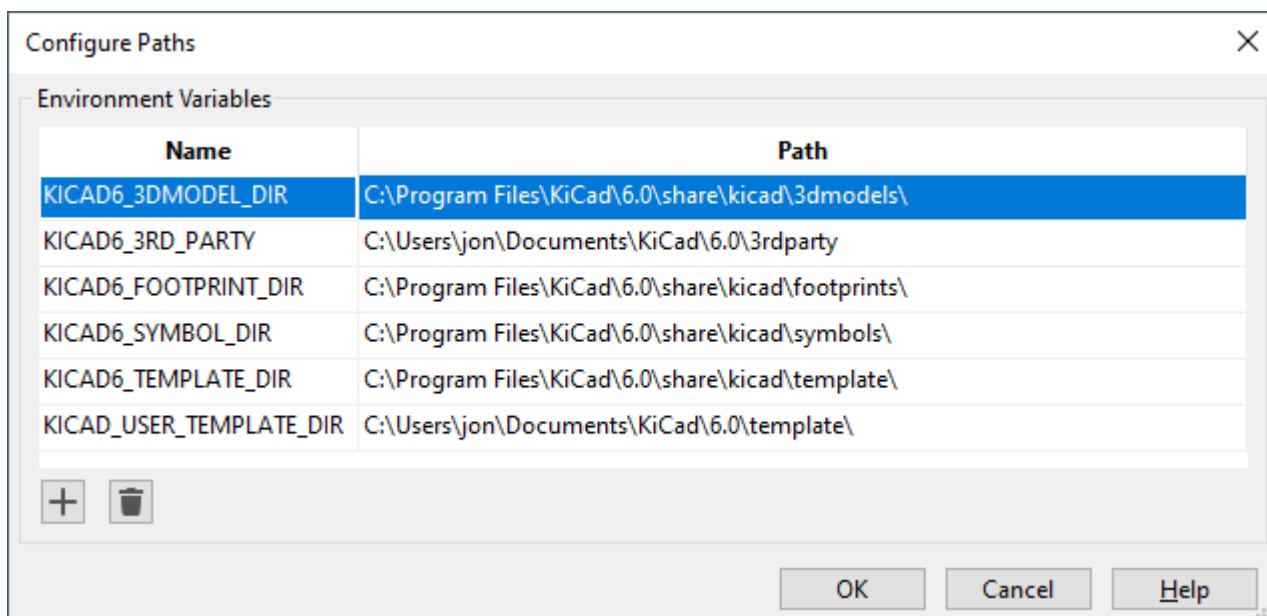 Configure Paths
Environment Variables
Name Path
KICAD6_3DMODEL_DIR C:\Program Files\KiCad\6.0\share\kicad\3dmodels\
KICAD6_3RD_PARTY C:\Users\jon\Documents\KiCad\6.0\3rdparty
KICAD6_FOOTPRINT_DIR C:\Program Files\KiCad\6.0\share\kicad\footprints\
KICAD6_SYMBOL_DIR C:\Program Files\KiCad\6.0\share\kicad\symbols\
KICAD6_TEMPLATE_DIR C:\Program Files\KiCad\6.0\share\kicad\template\
KICAD_USER_TEMPLATE_DIR C:\Users\jon\Documents\KiCad\6.0\template\
OK Cancel Help